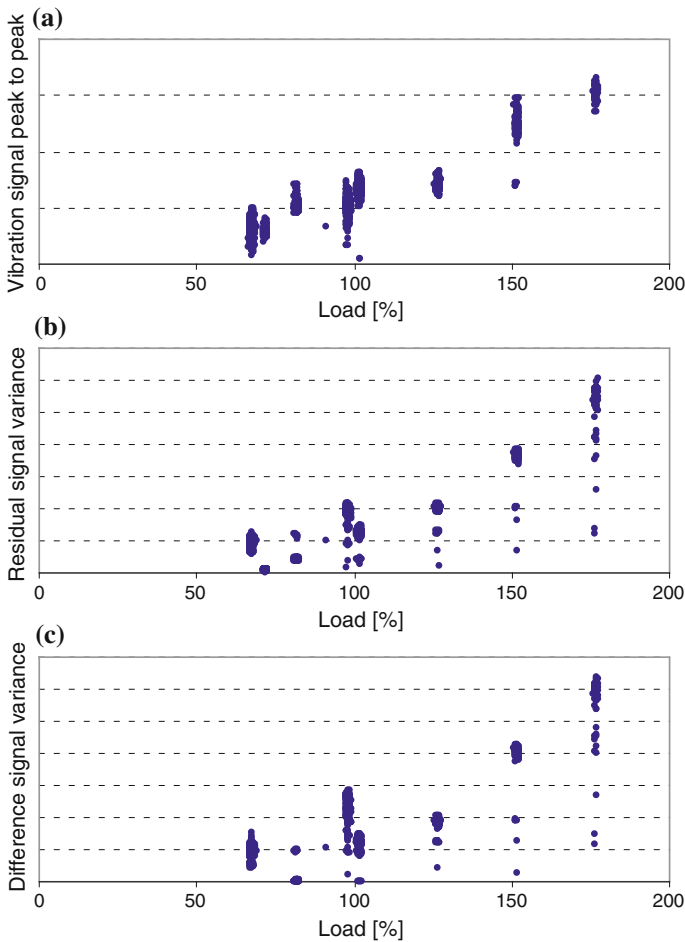 (a)
Vibration signal peak to peak
0 50 100 150 200
Load [%]
(b)
Residual signal variance
0 50 100 150 200
Load [%]
(c)
Difference signal variance
0 50 100 150 200
Load [%]